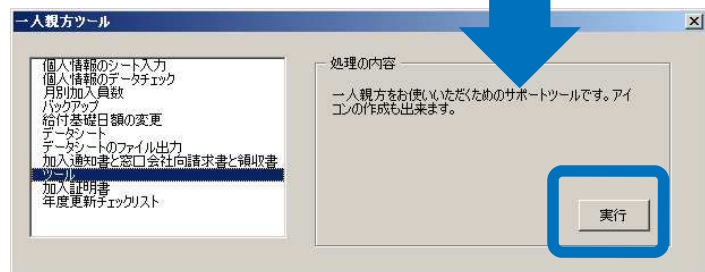 一人親方ツール
個人情報のシート入力
個人情報のデータチェック
月別加入員数
バックアップ
給付基礎日額の変更
データシート
データシートのファイル出力
加入通知書と窓口会社向請求書と領収書
ツール
加入証明書
年度更新チェックリスト
処理の内容
一人親方をお使いいただくためのサポートツールです。アイ
コンの作成も出来ます。
実行